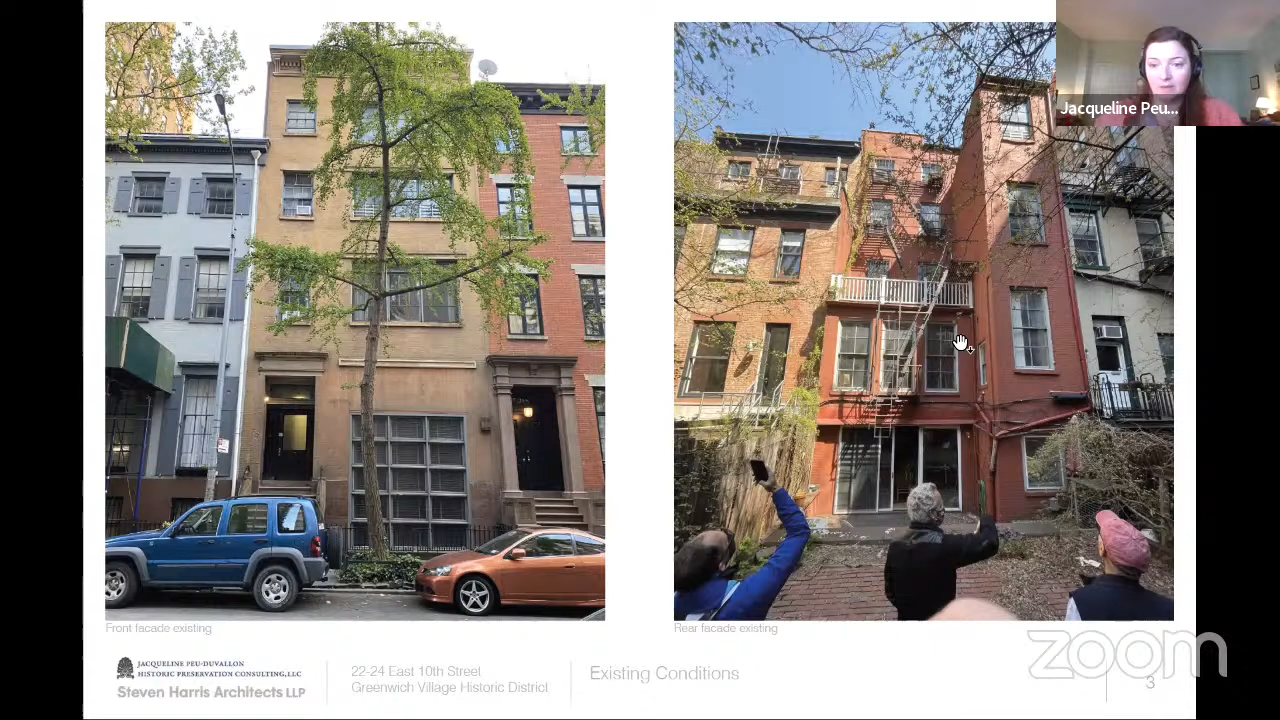 Jacqueline Peu...
Front facade existing
Rear facade existing
JACQUELINE PEU-DUVALLON
HISTORIC PRESERVATION CONSULTING, LLC
Steven Harris Architects LLP
22-24 East 10th Street
Greenwich Village Historic District
Existing Conditions
zoom
3